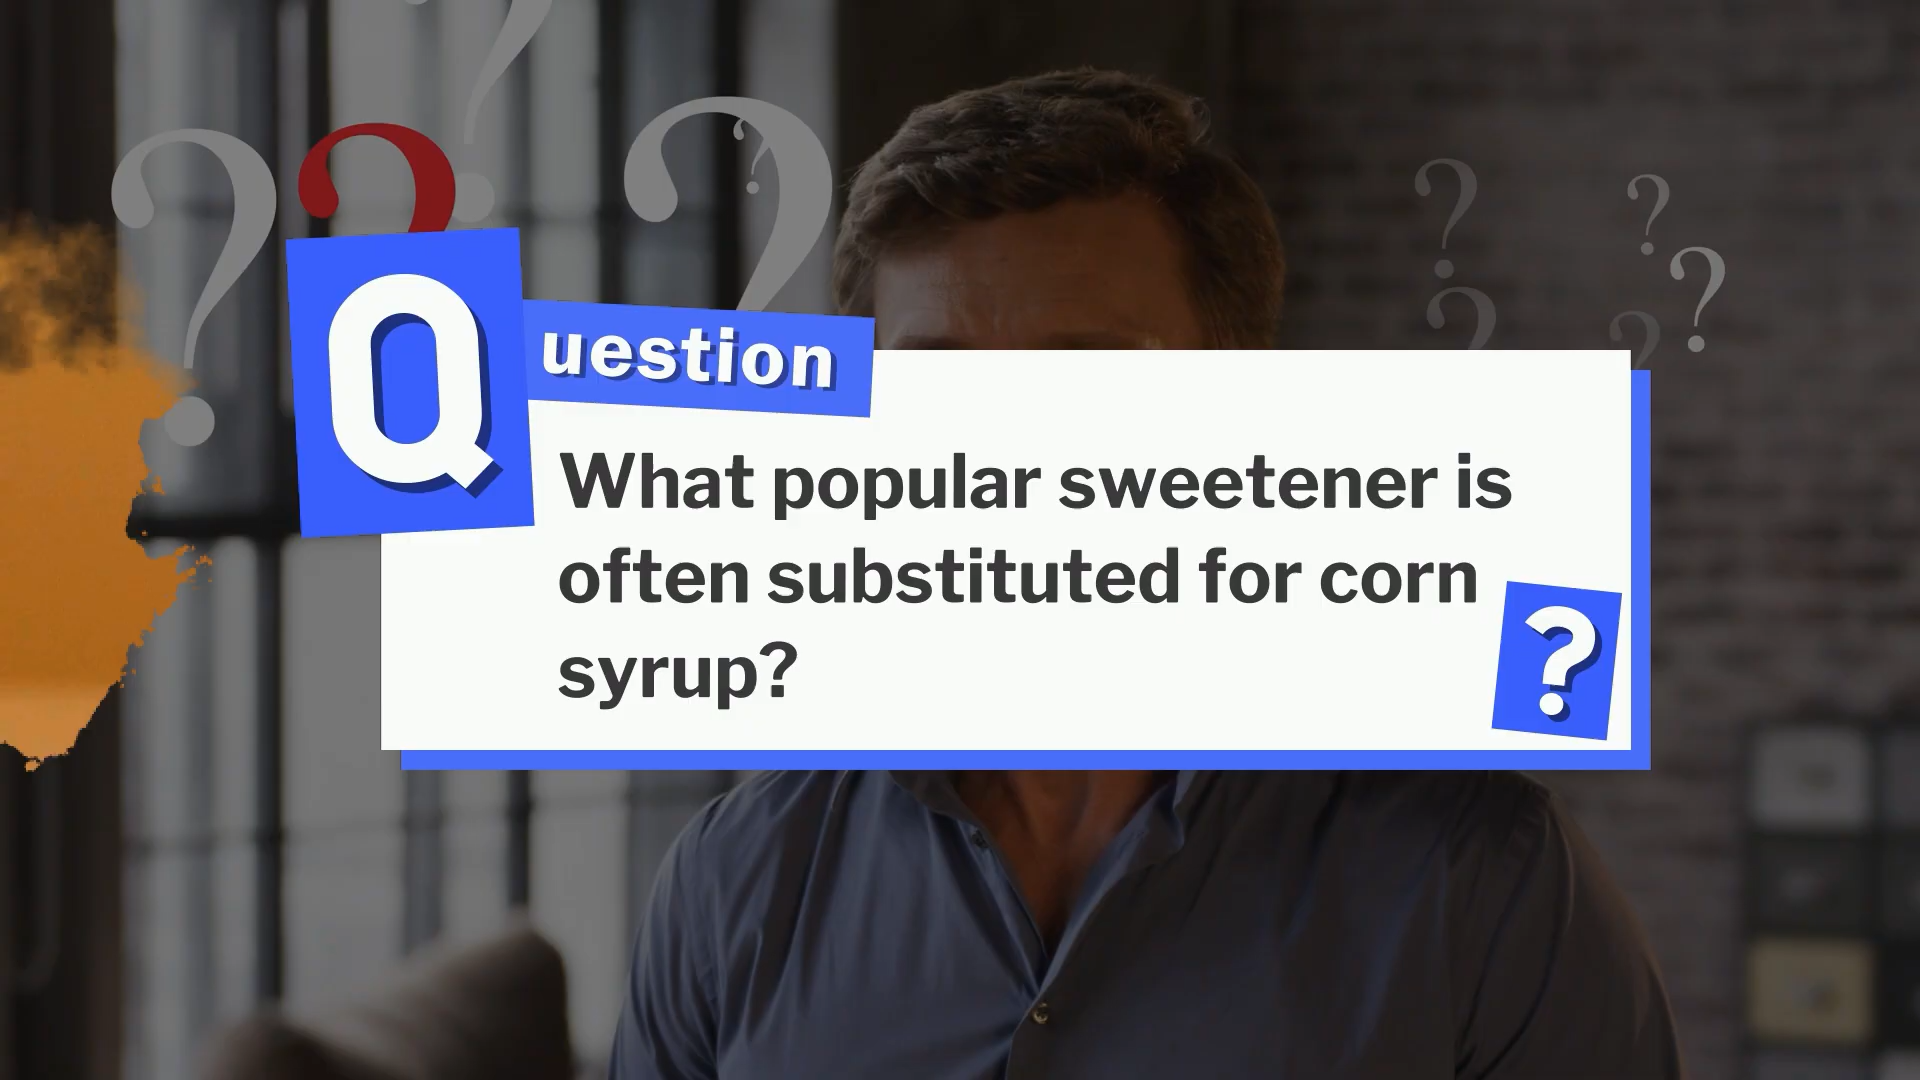 Question
What popular sweetener is
often substituted for corn
syrup?
?